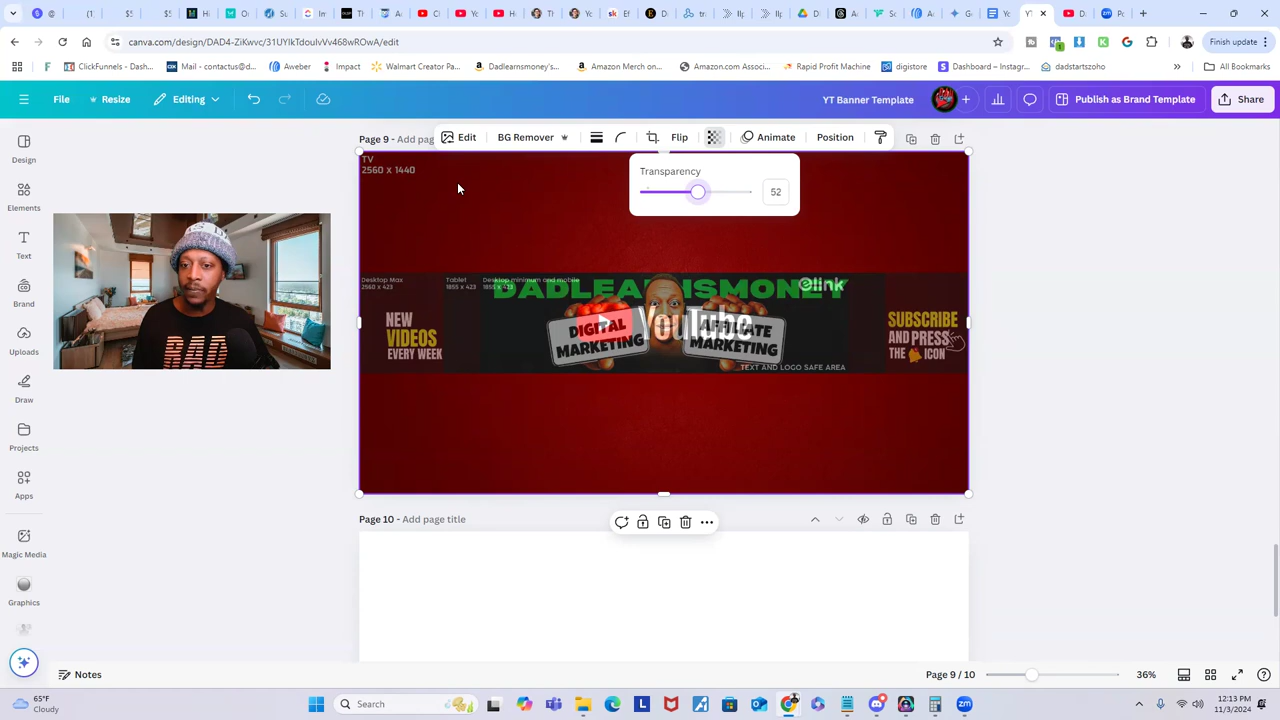 canva.com/design/DAD4-ZiKwvc/31UYIkTdoulvVv468wROwA/edit
Finish update
ClickFunnels - Dashb...
Mail - contactus@d...
Aweber
Impact
Walmart Creator Pa...
Dadlearnsmoney's...
Amazon Merch on...
Amazon.com Associ...
Rapid Profit Machine
digistore
Dashboard – Instagr...
dadstartszoho
All Bookmarks
File
Resize
Editing
YT Banner Template
Publish as Brand Template
Share
Page 9 - Add pag
Edit
BG Remover
Flip
Animate
Position
Design
Elements
Text
Brand
Uploads
Draw
Projects
Apps
Magic Media
Graphics
Transparency
52
TV
2560 x 1440
Desktop Max
2560 x 423
Tablet
1855 x 423
Desktop minimum and mobile
1855 x 423
elink
NEW
VIDEOS
EVERY WEEK
DIGITAL
MARKETING
YouTube
AFFILIATE
MARKETING
SUBSCRIBE
AND PRESS
THE ICON
TEXT AND LOGO SAFE AREA
Page 10 - Add page title
Notes
Page 9 / 10
36%
65°F
Cloudy
Search
12:13 PM
11/3/2024